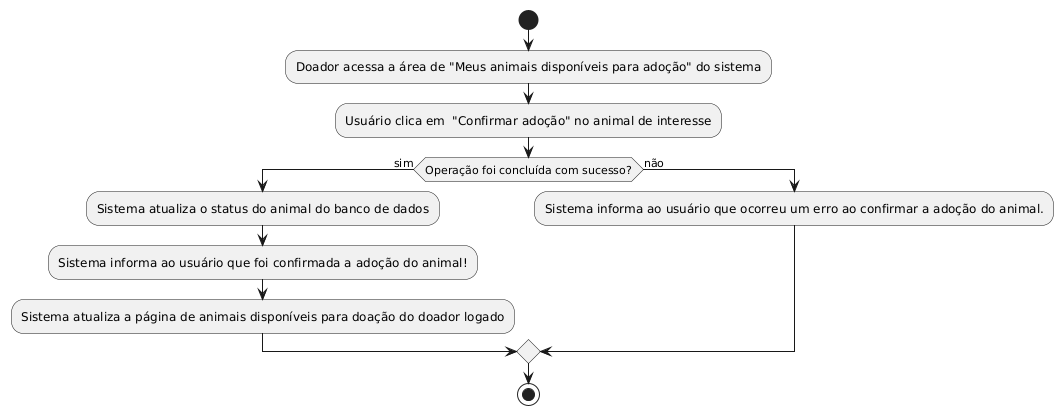 Doador acessa a área de "Meus animais disponíveis para adoção" do sistema
Usuário clica em  "Confirmar adoção" no animal de interesse
sim
Operação foi concluída com sucesso?
não
Sistema atualiza o status do animal do banco de dados
Sistema informa ao usuário que ocorreu um erro ao confirmar a adoção do animal.
Sistema informa ao usuário que foi confirmada a adoção do animal!
Sistema atualiza a página de animais disponíveis para doação do doador logado